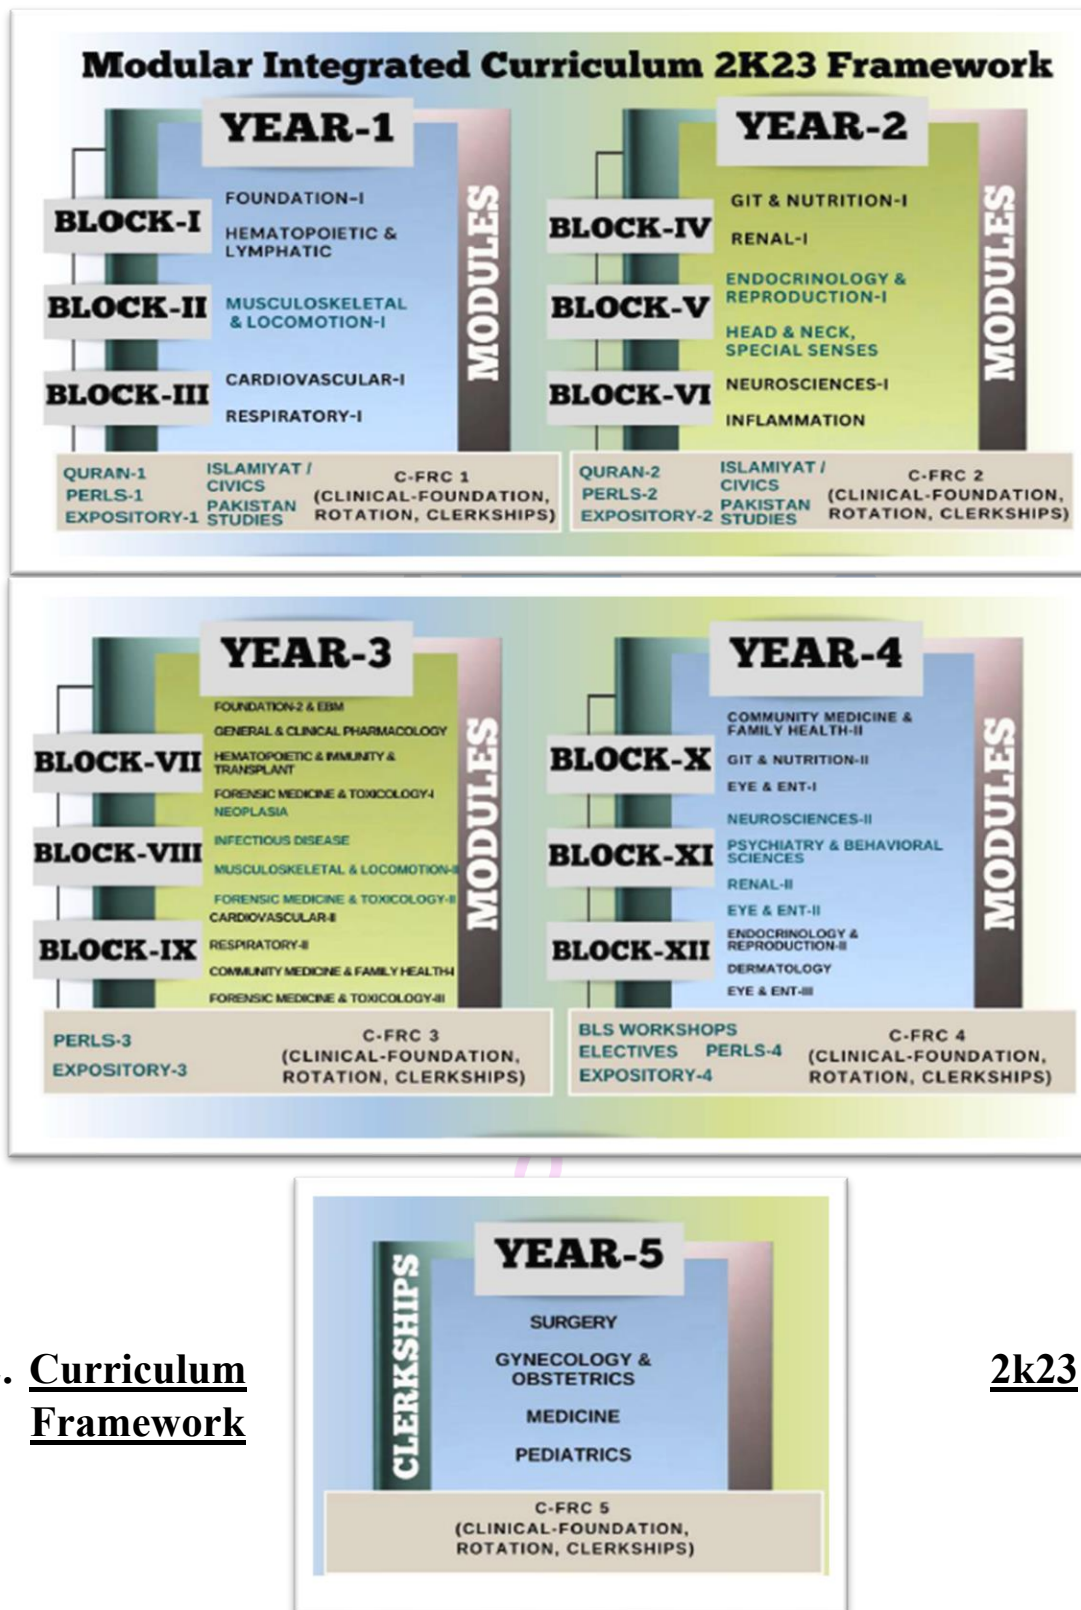 Modular Integrated Curriculum 2K23 Framework
YEAR-1
BLOCK-I
FOUNDATION-I
HEMATOPOIETIC &
LYMPHATIC
BLOCK-II
MUSCULOSKELETAL
& LOCOMOTION-I
BLOCK-III
CARDIOVASCULAR-I
RESPIRATORY-I
MODULES
QURAN-1
PERLS-1
EXPOSITORY-1
ISLAMIYAT /
CIVICS
PAKISTAN
STUDIES
C-FRC 1
(CLINICAL-FOUNDATION,
ROTATION, CLERKSHIPS)
YEAR-2
BLOCK-IV
GIT & NUTRITION-I
RENAL-I
BLOCK-V
ENDOCRINOLOGY &
REPRODUCTION-I
HEAD & NECK,
SPECIAL SENSES
BLOCK-VI
NEUROSCIENCES-I
INFLAMMATION
MODULES
QURAN-2
PERLS-2
EXPOSITORY-2
ISLAMIYAT /
CIVICS
PAKISTAN
STUDIES
C-FRC 2
(CLINICAL-FOUNDATION,
ROTATION, CLERKSHIPS)
YEAR-3
BLOCK-VII
FOUNDATION-2 & EBM
GENERAL & CLINICAL PHARMACOLOGY
HEMATOPOIETIC & IMMUNITY &
TRANSPLANT
FORENSIC MEDICINE & TOXICOLOGY-I
BLOCK-VIII
NEOPLASIA
INFECTIOUS DISEASE
MUSCULOSKELETAL & LOCOMOTION-II
FORENSIC MEDICINE & TOXICOLOGY-II
BLOCK-IX
CARDIOVASCULAR-II
RESPIRATORY-II
COMMUNITY MEDICINE & FAMILY HEALTH-I
FORENSIC MEDICINE & TOXICOLOGY-III
MODULES
PERLS-3
EXPOSITORY-3
C-FRC 3
(CLINICAL-FOUNDATION,
ROTATION, CLERKSHIPS)
YEAR-4
BLOCK-X
COMMUNITY MEDICINE &
FAMILY HEALTH-II
GIT & NUTRITION-II
EYE & ENT-I
BLOCK-XI
NEUROSCIENCES-II
PSYCHIATRY & BEHAVIORAL
SCIENCES
RENAL-II
EYE & ENT-II
BLOCK-XII
ENDOCRINOLOGY &
REPRODUCTION-II
DERMATOLOGY
EYE & ENT-III
MODULES
BLS WORKSHOPS
ELECTIVES PERLS-4
EXPOSITORY-4
C-FRC 4
(CLINICAL-FOUNDATION,
ROTATION, CLERKSHIPS)
YEAR-5
CLERKSHIPS
SURGERY
GYNECOLOGY &
OBSTETRICS
MEDICINE
PEDIATRICS
C-FRC 5
(CLINICAL-FOUNDATION,
ROTATION, CLERKSHIPS)
. Curriculum 2k23
Framework